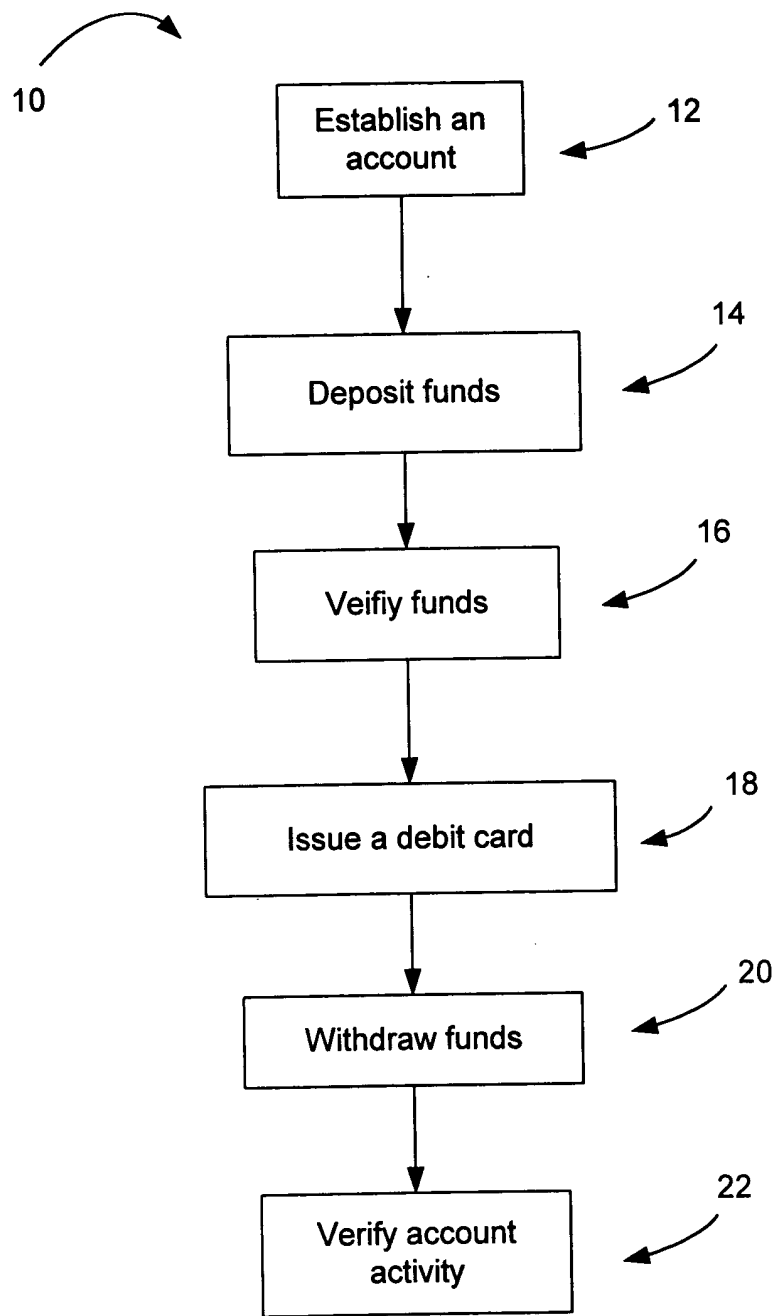 10
Establish an
account
12
Deposit funds
14
Veifiy funds
16
Issue a debit card
18
Withdraw funds
20
Verify account
activity
22